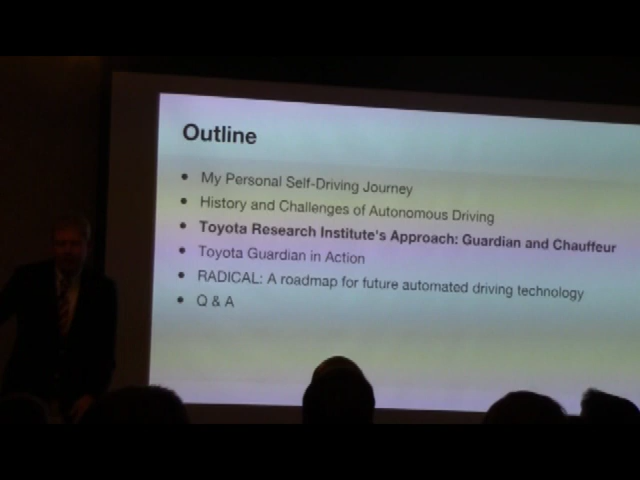 Outline
• My Personal Self-Driving Journey
• History and Challenges of Autonomous Driving
• Toyota Research Institute's Approach: Guardian and Chauffeur
• Toyota Guardian in Action
• RADICAL: A roadmap for future automated driving technology
• Q & A